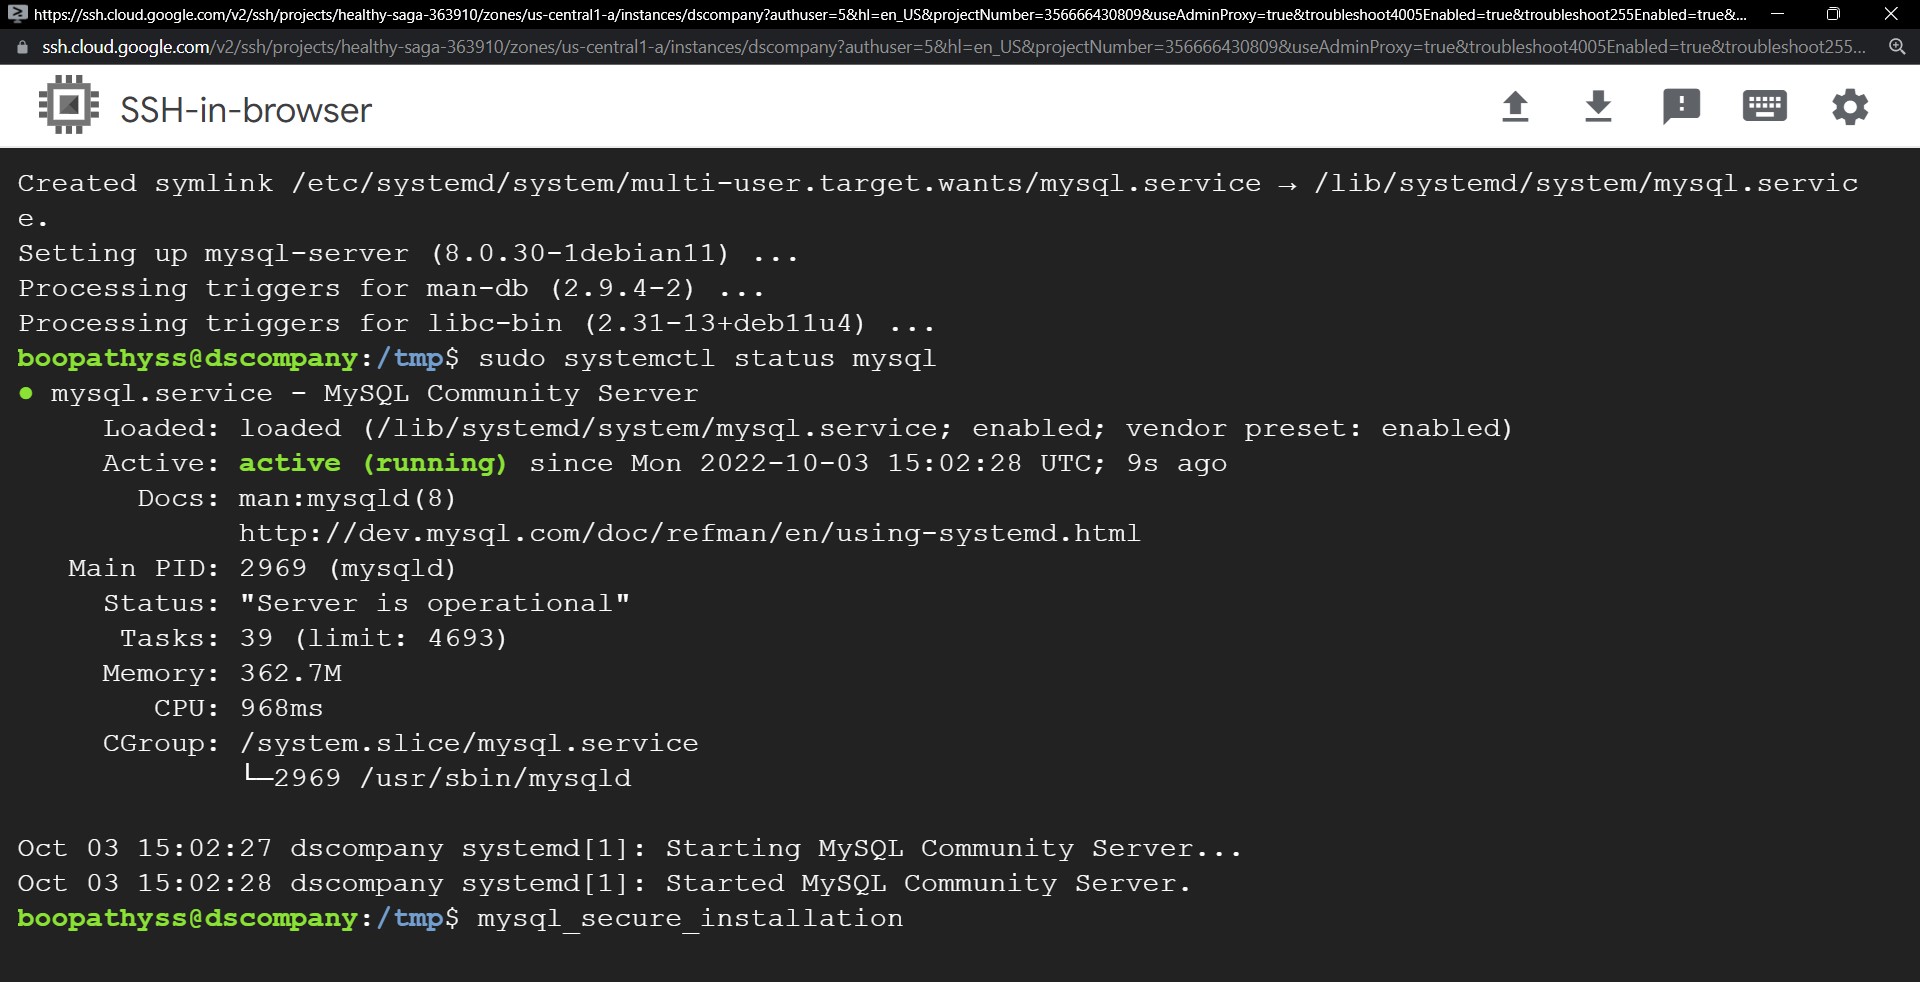 https://ssh.cloud.google.com/v2/ssh/projects/healthy-saga-363910/zones/us-central1-a/instances/dscompany?authuser=5&hl=en_US&projectNumber=356666430809&useAdminProxy=true&troubleshoot4005Enabled=true&troubleshoot255Enabled=true&...
ssh.cloud.google.com/v2/ssh/projects/healthy-saga-363910/zones/us-central1-a/instances/dscompany?authuser=5&hl=en_US&projectNumber=356666430809&useAdminProxy=true&troubleshoot4005Enabled=true&troubleshoot255...
SSH-in-browser
Created symlink /etc/systemd/system/multi-user.target.wants/mysql.service → /lib/systemd/system/mysql.servic
e.
Setting up mysql-server (8.0.30-1debian11) ...
Processing triggers for man-db (2.9.4-2) ...
Processing triggers for libc-bin (2.31-13+deb11u4) ...
boopathyss@dscompany:/tmp$ sudo systemctl status mysql
● mysql.service - MySQL Community Server
Loaded: loaded (/lib/systemd/system/mysql.service; enabled; vendor preset: enabled)
Active: active (running) since Mon 2022-10-03 15:02:28 UTC; 9s ago
Docs: man:mysqld(8)
http://dev.mysql.com/doc/refman/en/using-systemd.html
Main PID: 2969 (mysqld)
Status: "Server is operational"
Tasks: 39 (limit: 4693)
Memory: 362.7M
CPU: 968ms
CGroup: /system.slice/mysql.service
└─2969 /usr/sbin/mysqld
Oct 03 15:02:27 dscompany systemd[1]: Starting MySQL Community Server...
Oct 03 15:02:28 dscompany systemd[1]: Started MySQL Community Server.
boopathyss@dscompany:/tmp$ mysql_secure_installation